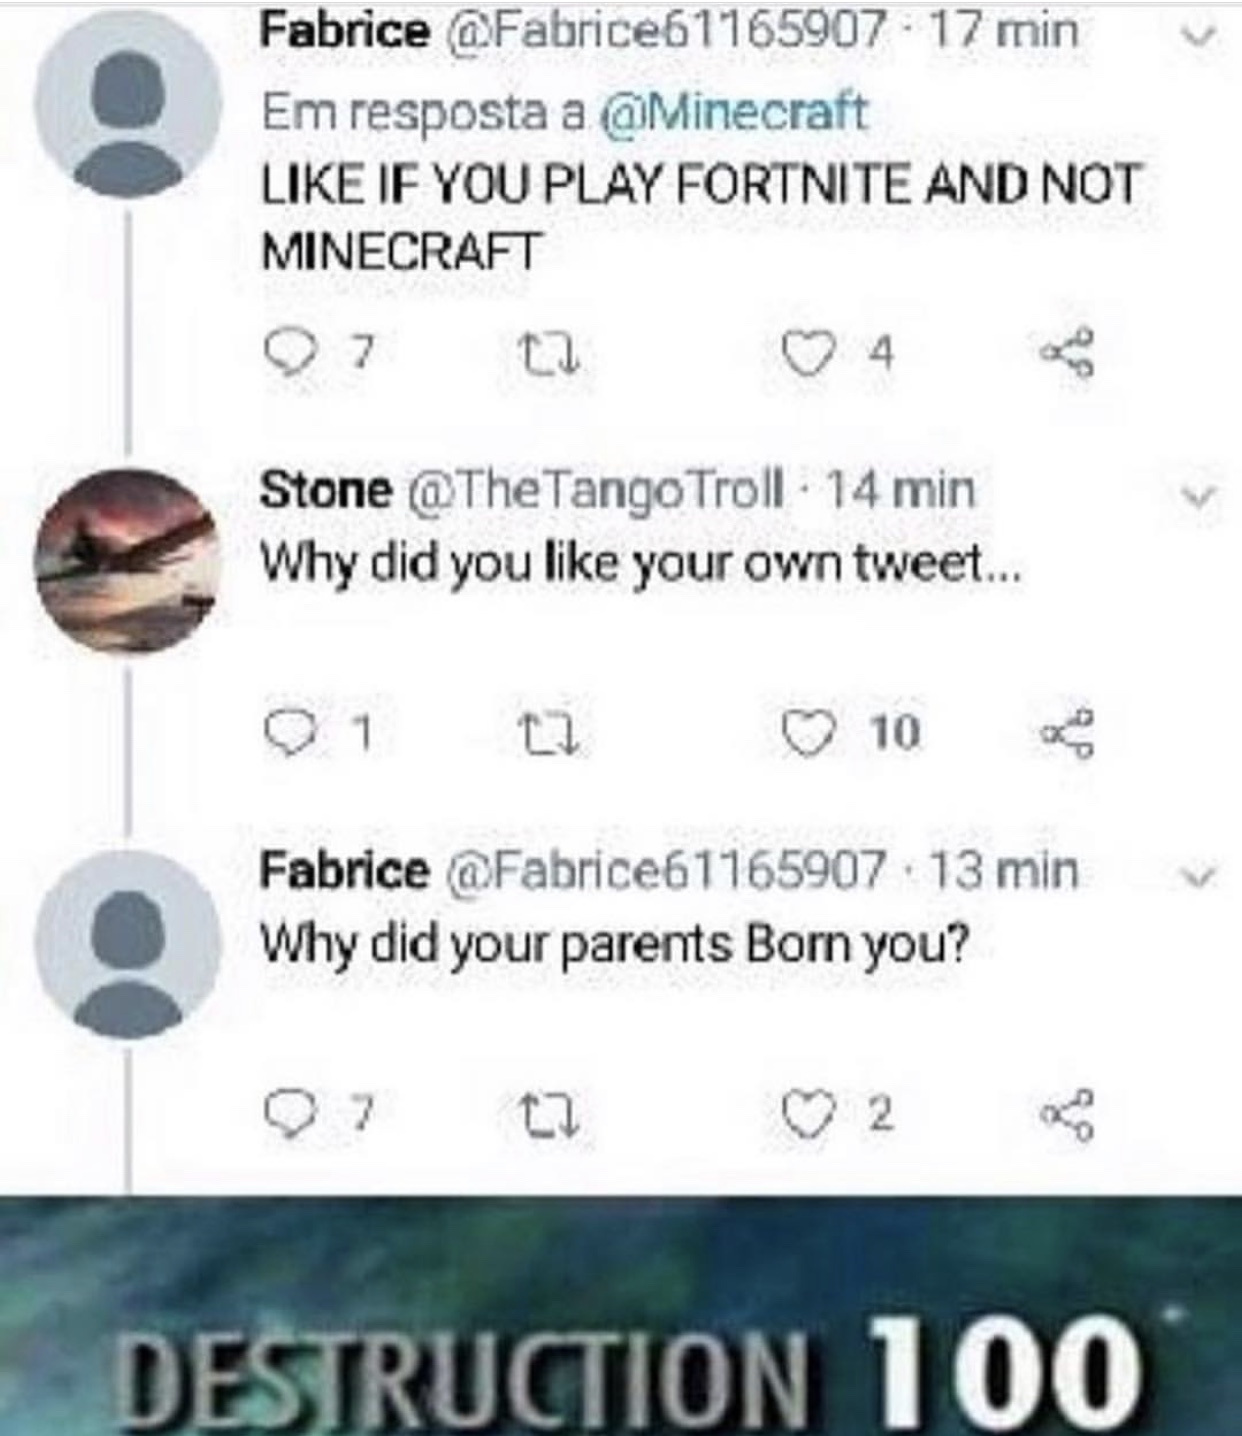 Fabrice @Fabrice61165907 · 17 min
Em resposta a @Minecraft
LIKE IF YOU PLAY FORTNITE AND NOT
MINECRAFT
7 4
Stone @TheTangoTroll · 14 min
Why did you like your own tweet...
1 10
Fabrice @Fabrice61165907 · 13 min
Why did your parents Born you?
7 2
DESTRUCTION 100